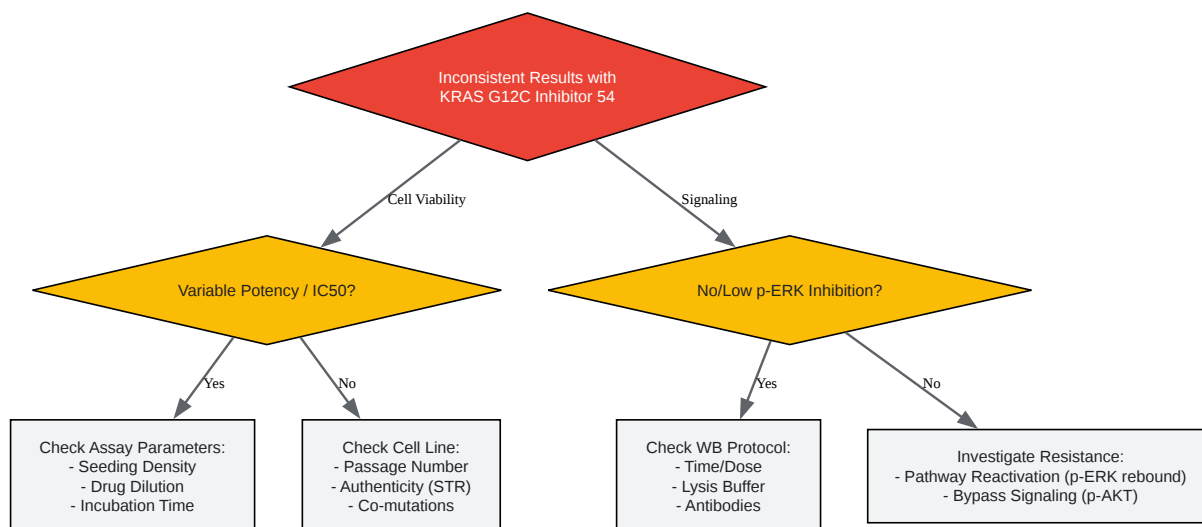 Inconsistent Results with
KRAS G12C Inhibitor 54
Cell Viability
Signaling
Variable Potency / IC50?
No/Low p-ERK Inhibition?
Yes
No
Yes
No
Check Assay Parameters:
- Seeding Density
- Drug Dilution
- Incubation Time
Check Cell Line:
- Passage Number
- Authenticity (STR)
- Co-mutations
Check WB Protocol:
- Time/Dose
- Lysis Buffer
- Antibodies
Investigate Resistance:
- Pathway Reactivation (p-ERK rebound)
- Bypass Signaling (p-AKT)